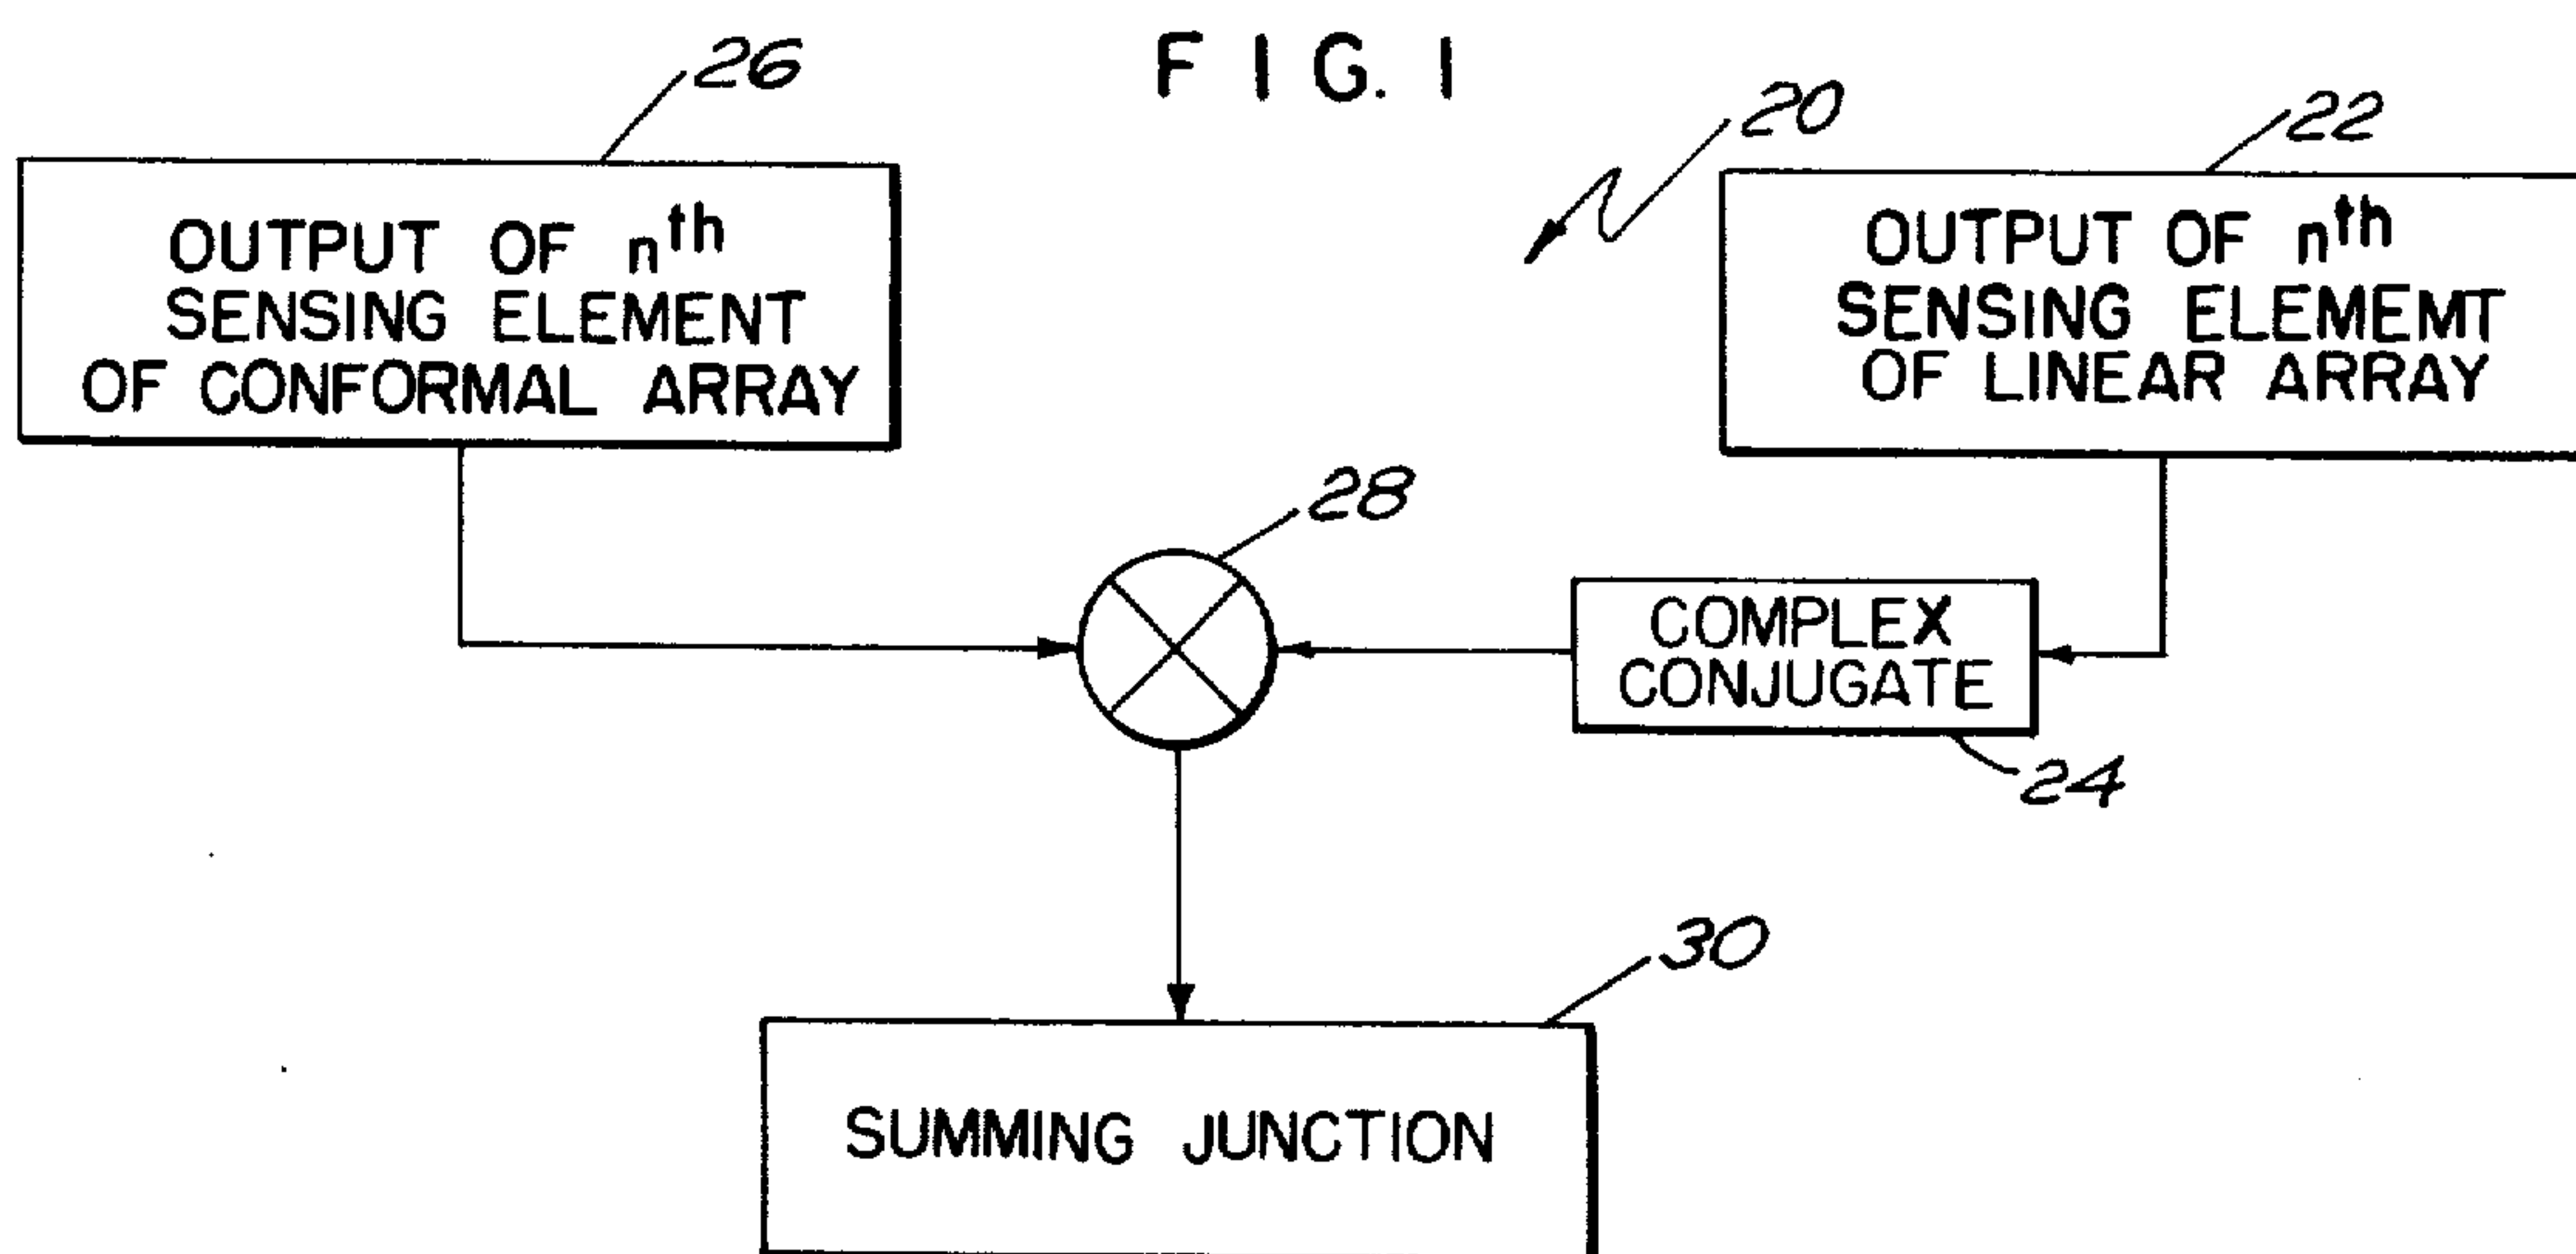 FIG. 1
26
20
22
OUTPUT OF nth
SENSING ELEMENT
OF CONFORMAL ARRAY
OUTPUT OF nth
SENSING ELEMEMT
OF LINEAR ARRAY
28
COMPLEX
CONJUGATE
24
30
SUMMING JUNCTION